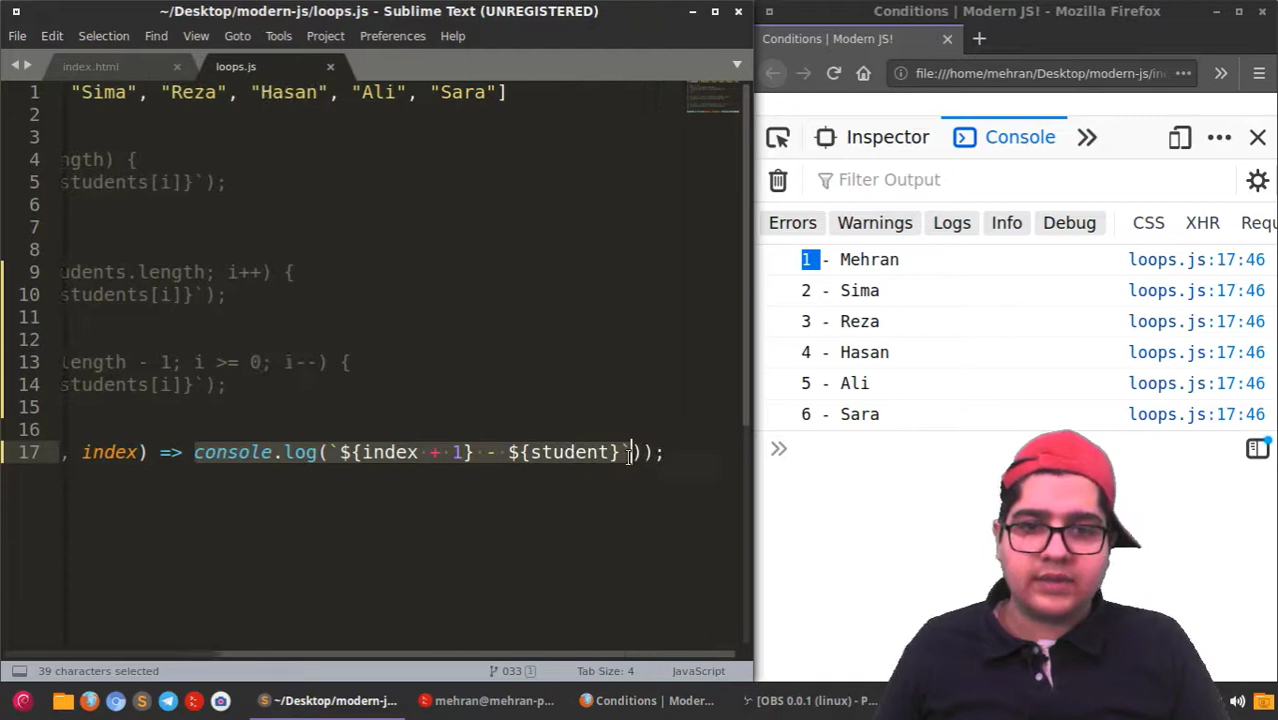 ~/Desktop/modern-js/loops.js - Sublime Text (UNREGISTERED)
File Edit Selection Find View Goto Tools Project Preferences Help
index.html
loops.js
1 "Sima", "Reza", "Hasan", "Ali", "Sara"]
2
3
4 ngth) {
5 students[i]}`);
6
7
8
9 udents.length; i++) {
10 students[i]}`);
11
12
13 length - 1; i >= 0; i--) {
14 students[i]}`);
15
16
17 , index) => console.log(`${index + 1} - ${student}`));
39 characters selected
033 1
Tab Size: 4
JavaScript
Conditions | Modern JS! - Mozilla Firefox
Conditions | Modern JS!
file:///home/mehran/Desktop/modern-js/in
Inspector Console
Filter Output
Errors Warnings Logs Info Debug CSS XHR Requ
1 - Mehran loops.js:17:46
2 - Sima loops.js:17:46
3 - Reza loops.js:17:46
4 - Hasan loops.js:17:46
5 - Ali loops.js:17:46
6 - Sara loops.js:17:46
~/Desktop/modern-j...
mehran@mehran-p...
Conditions | Moder...
[OBS 0.0.1 (linux) - P...